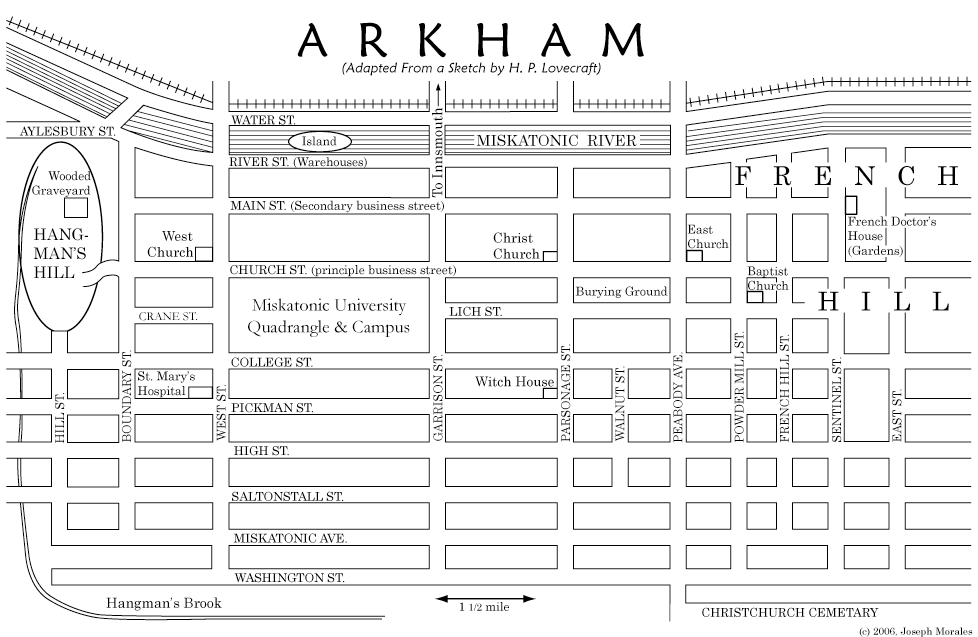 ARKHAM
(Adapted From a Sketch by H. P. Lovecraft)
WATER ST.
AYLESBURY ST.
Island
MISKATONIC RIVER
To Innsmouth
RIVER ST. (Warehouses)
Wooded
Graveyard
FRENCH
MAIN ST. (Secondary business street)
HANG-
MAN'S
HILL
West
Church
Christ
Church
East
Church
French Doctor's
House
(Gardens)
CHURCH ST. (principle business street)
Baptist
Church
Burying Ground
HILL
Miskatonic University
Quadrangle & Campus
CRANE ST.
LICH ST.
COLLEGE ST.
St. Mary's
Hospital
Witch House
HILL ST.
BOUNDARY ST.
WEST ST.
GARRISON ST.
PARSONAGE ST.
WALNUT ST.
PEABODY AVE.
POWDER MILL ST.
FRENCH HILL ST.
SENTINEL ST.
EAST ST.
PICKMAN ST.
HIGH ST.
SALTONSTALL ST.
MISKATONIC AVE.
WASHINGTON ST.
Hangman's Brook
1 1/2 mile
CHRISTCHURCH CEMETARY
(c) 2006, Joseph Morales